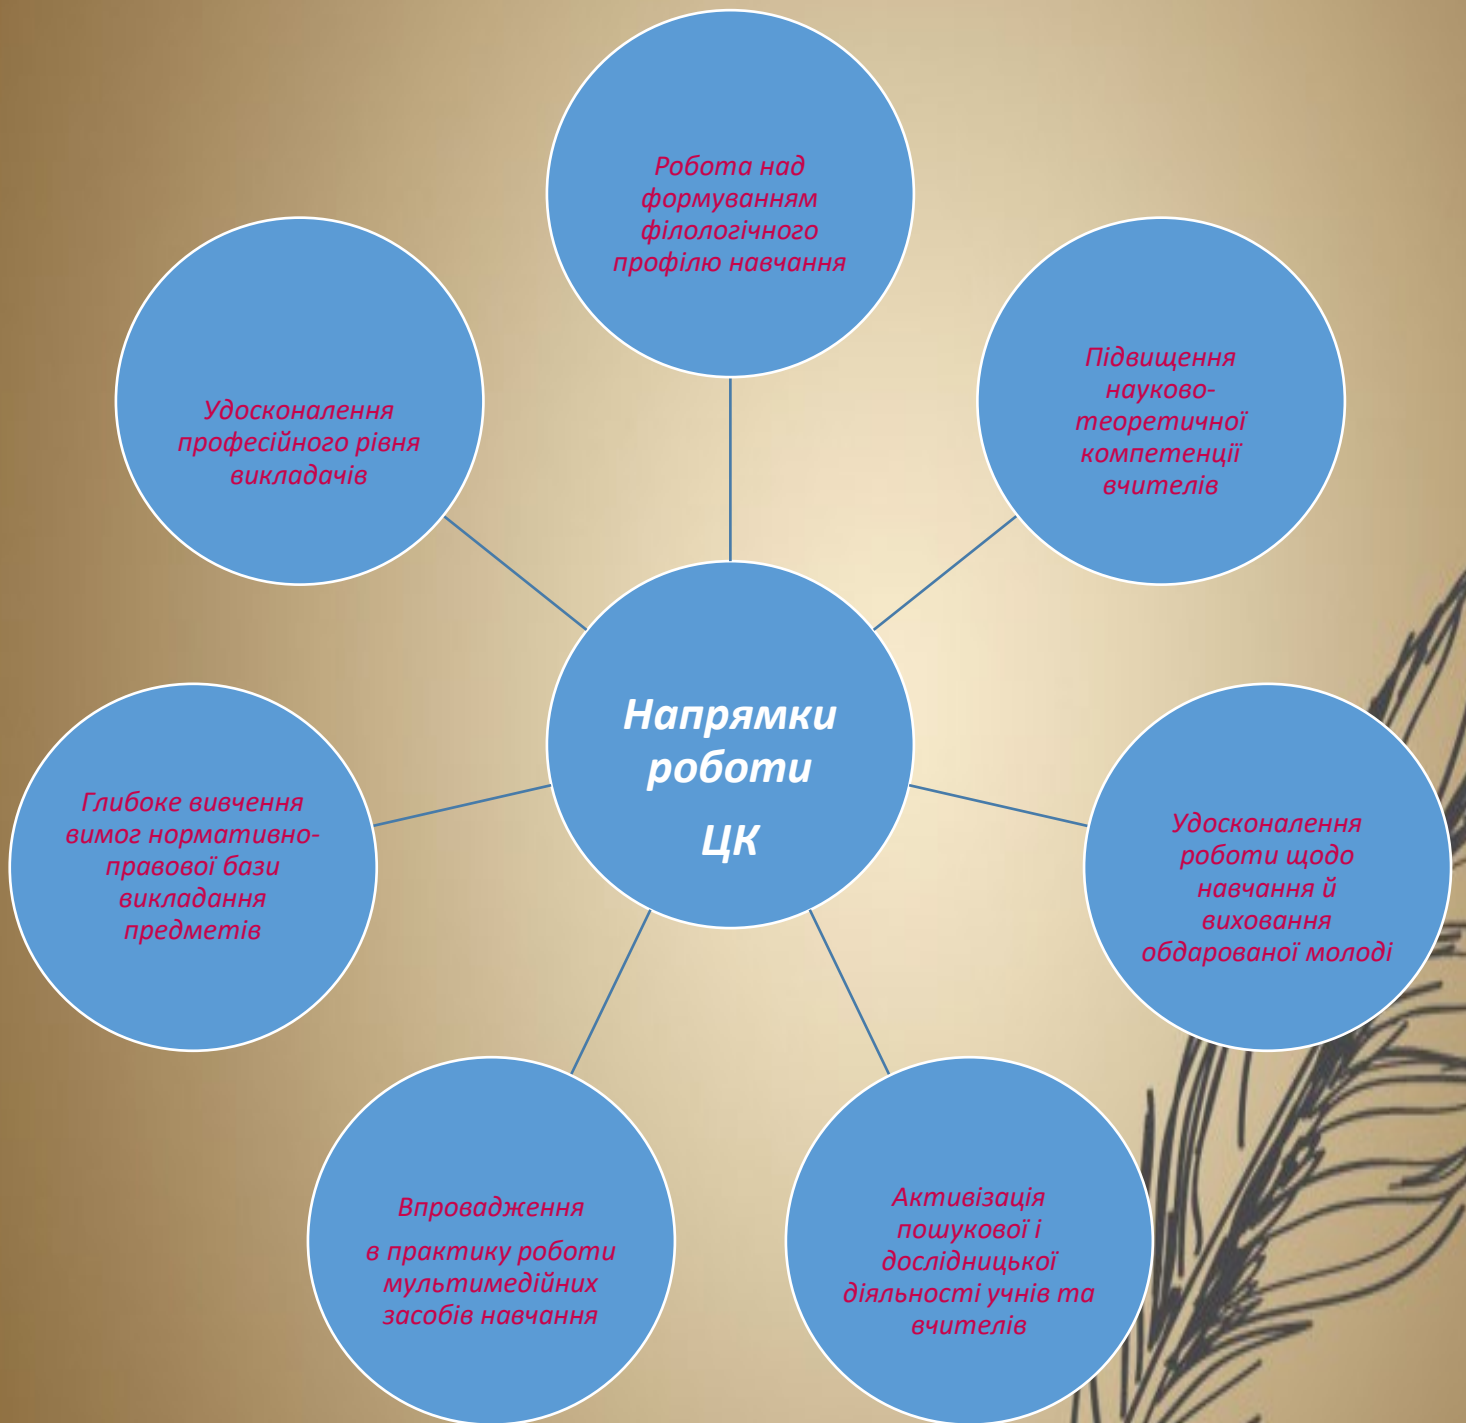 Робота над
формуванням
філологічного
профілю навчання
Підвищення
науково-
теоретичної
компетенції
вчителів
Удосконалення
професійного рівня
викладачів
Напрямки
роботи
ЦК
Глибоке вивчення
вимог нормативно-
правової бази
викладання
предметів
Удосконалення
роботи щодо
навчання й
виховання
обдарованої молоді
Впровадження
в практику роботи
мультимедійних
засобів навчання
Активізація
пошукової і
дослідницької
діяльності учнів та
вчителів